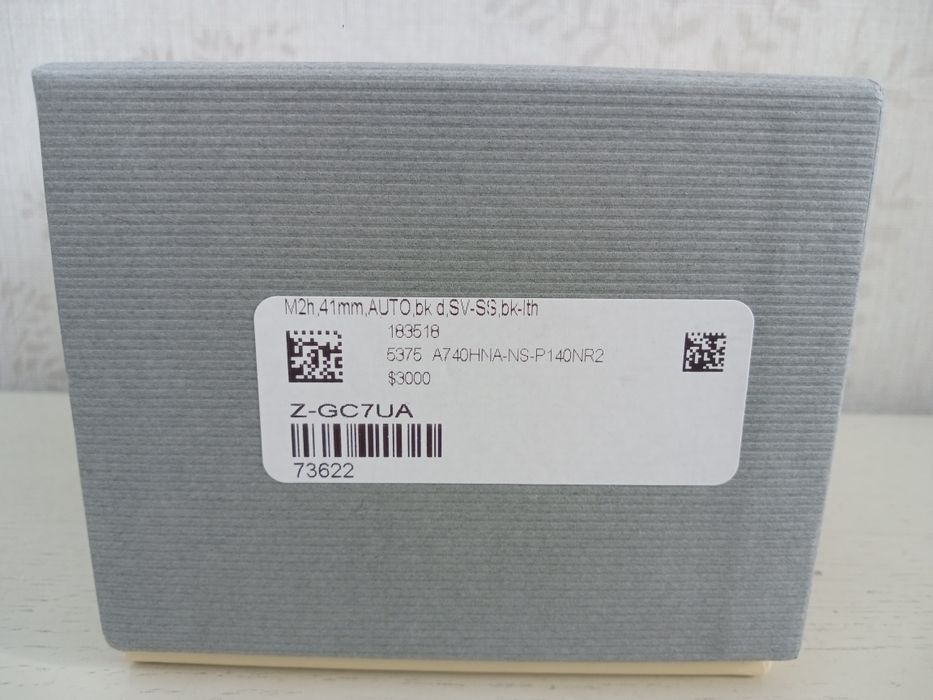 M2h,41mm,AUTO,bk d,SV-SS,bk-lth
183518
5375 A740HNA-NS-P140NR2
$3000
Z-GC7UA
73622